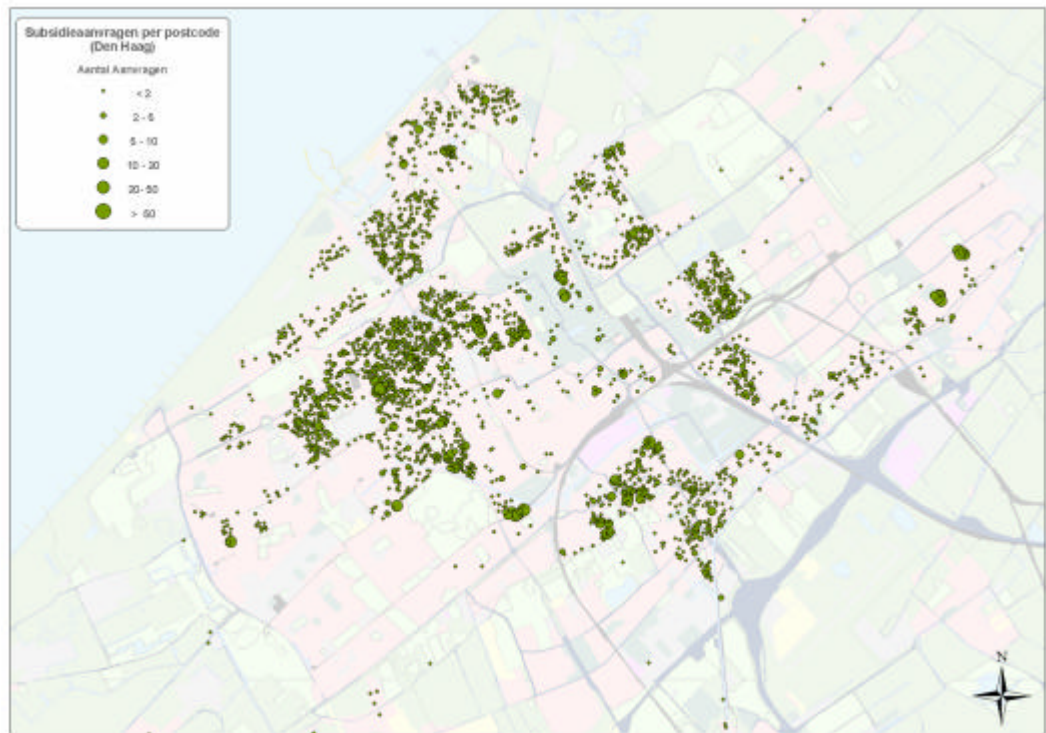 Subsidieaanvragen per postcode
(Den Haag)
Aantal Aanvragen
< 2
2 - 5
5 - 10
10 - 20
20 - 50
> 50
N